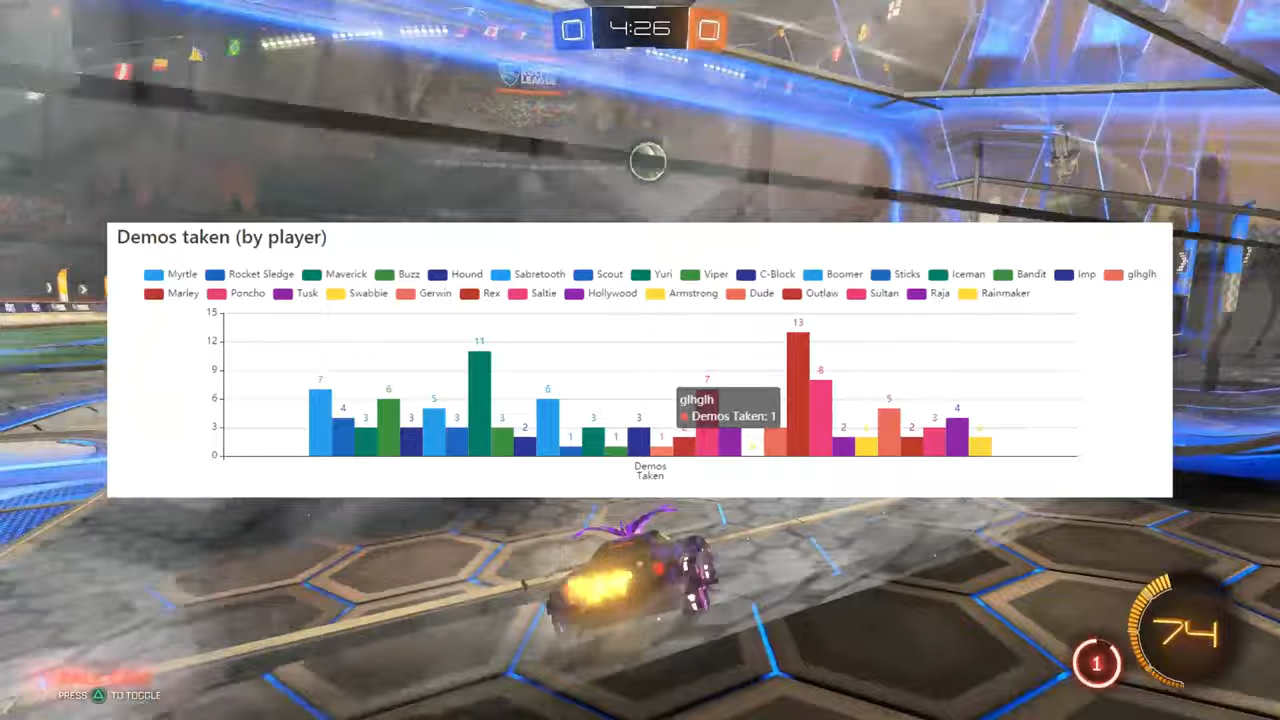 0 4:26 0
LEAGUE
Demos taken (by player)
Myrtle Rocket Sledge Maverick Buzz Hound Sabretooth Scout Yuri Viper C-Block Boomer Sticks Iceman Bandit Imp glhglh
Marley Poncho Tusk Swabbie Gerwin Rex Saltie Hollywood Armstrong Dude Outlaw Sultan Raja Rainmaker
15
12
9
6
3
0
7 4 3 6 3 5 3 11 3 2 6 1 3 1 3 1 7 13 8 2 5 2 3 4
glhglh
Demos Taken: 1
Demos
Taken
74
1
PRESS TO TOGGLE